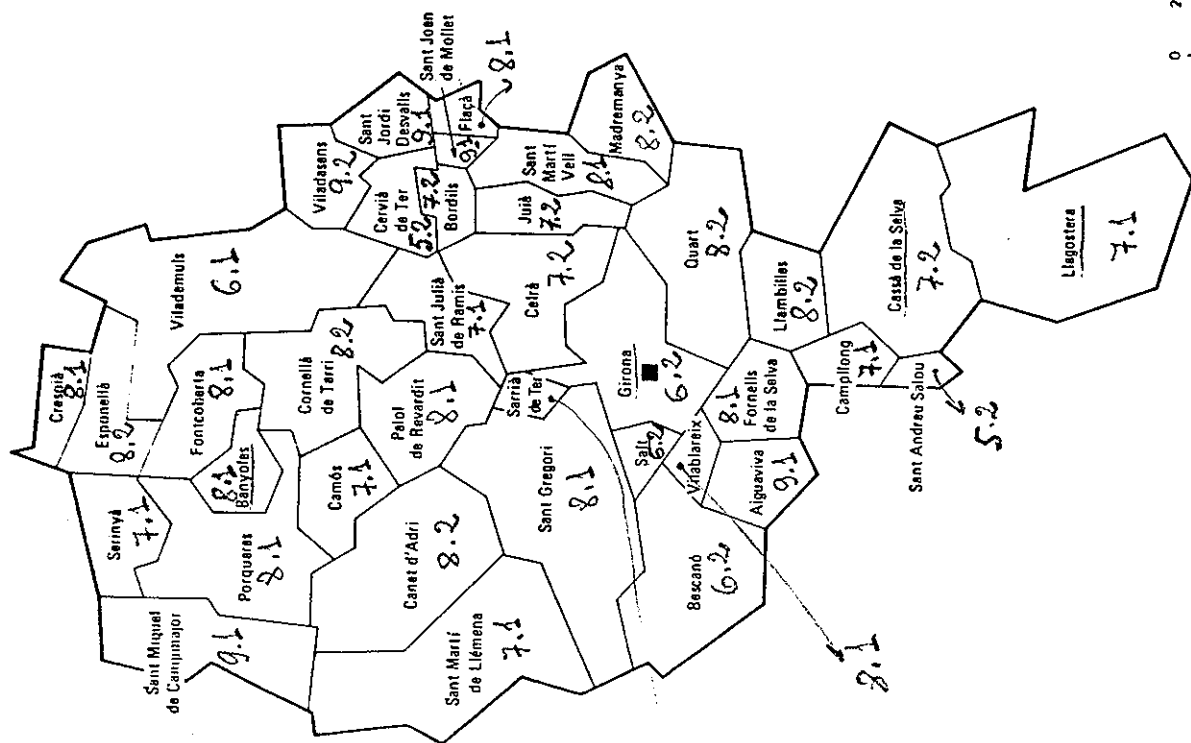 Crespià
8.1
Esponellà
8.2
Vilademuls
6.1
Serinyà
7.1
Fontcoberta
8.1
8.1
Banyoles
Porqueres
8.1
Sant Miquel
de Campmajor
9.1
Cornellà
de Terri
8.2
Camós
7.1
Palol
de Revardit
8.1
Canet d'Adri
8.2
Sant Martí
de Llémena
7.1
Viladasens
9.2
Sant
Jordi
Desvalls
9.1
Cervià
de Ter
5.2
7.2
Bordils
Sant Joan
de Mollet
9.1
Flaçà
8.1
Sant Julià
de Ramis
7.1
Celrà
7.2
Juià
7.2
Sant
Martí
Vell
8.1
Madremanya
8.2
Sarrià
de Ter
Sant Gregori
8.1
Girona
6.2
Salt
6.2
Quart
8.2
Vilablareix
8.1
Fornells
de la Selva
8.1
Aiguaviva
9.1
Bescanó
6.2
Llambilles
8.2
Campllong
7.1
Cassà de la Selva
7.2
Sant Andreu Salou
5.2
Llagostera
7.1
0 2